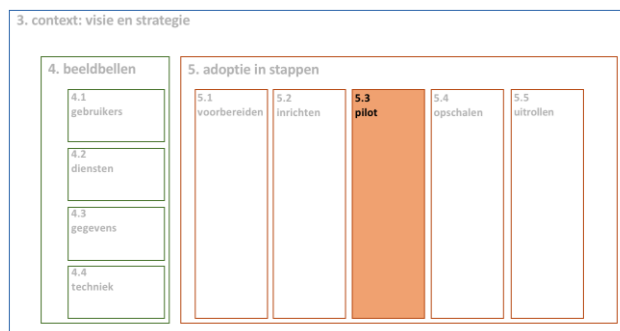 3. context: visie en strategie
4. beeldbellen
4.1
gebruikers
4.2
diensten
4.3
gegevens
4.4
techniek
5. adoptie in stappen
5.1
voorbereiden
5.2
inrichten
5.3
pilot
5.4
opschalen
5.5
uitrollen